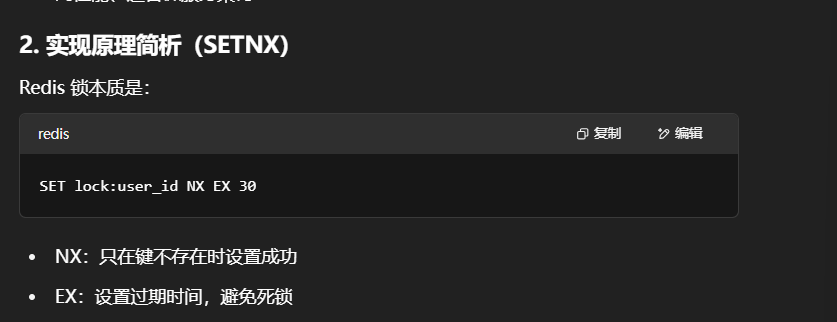 2. 实现原理简析（SETNX）
Redis 锁本质是：
redis
复制
编辑
SET lock:user_id NX EX 30
NX：只在键不存在时设置成功
EX：设置过期时间，避免死锁